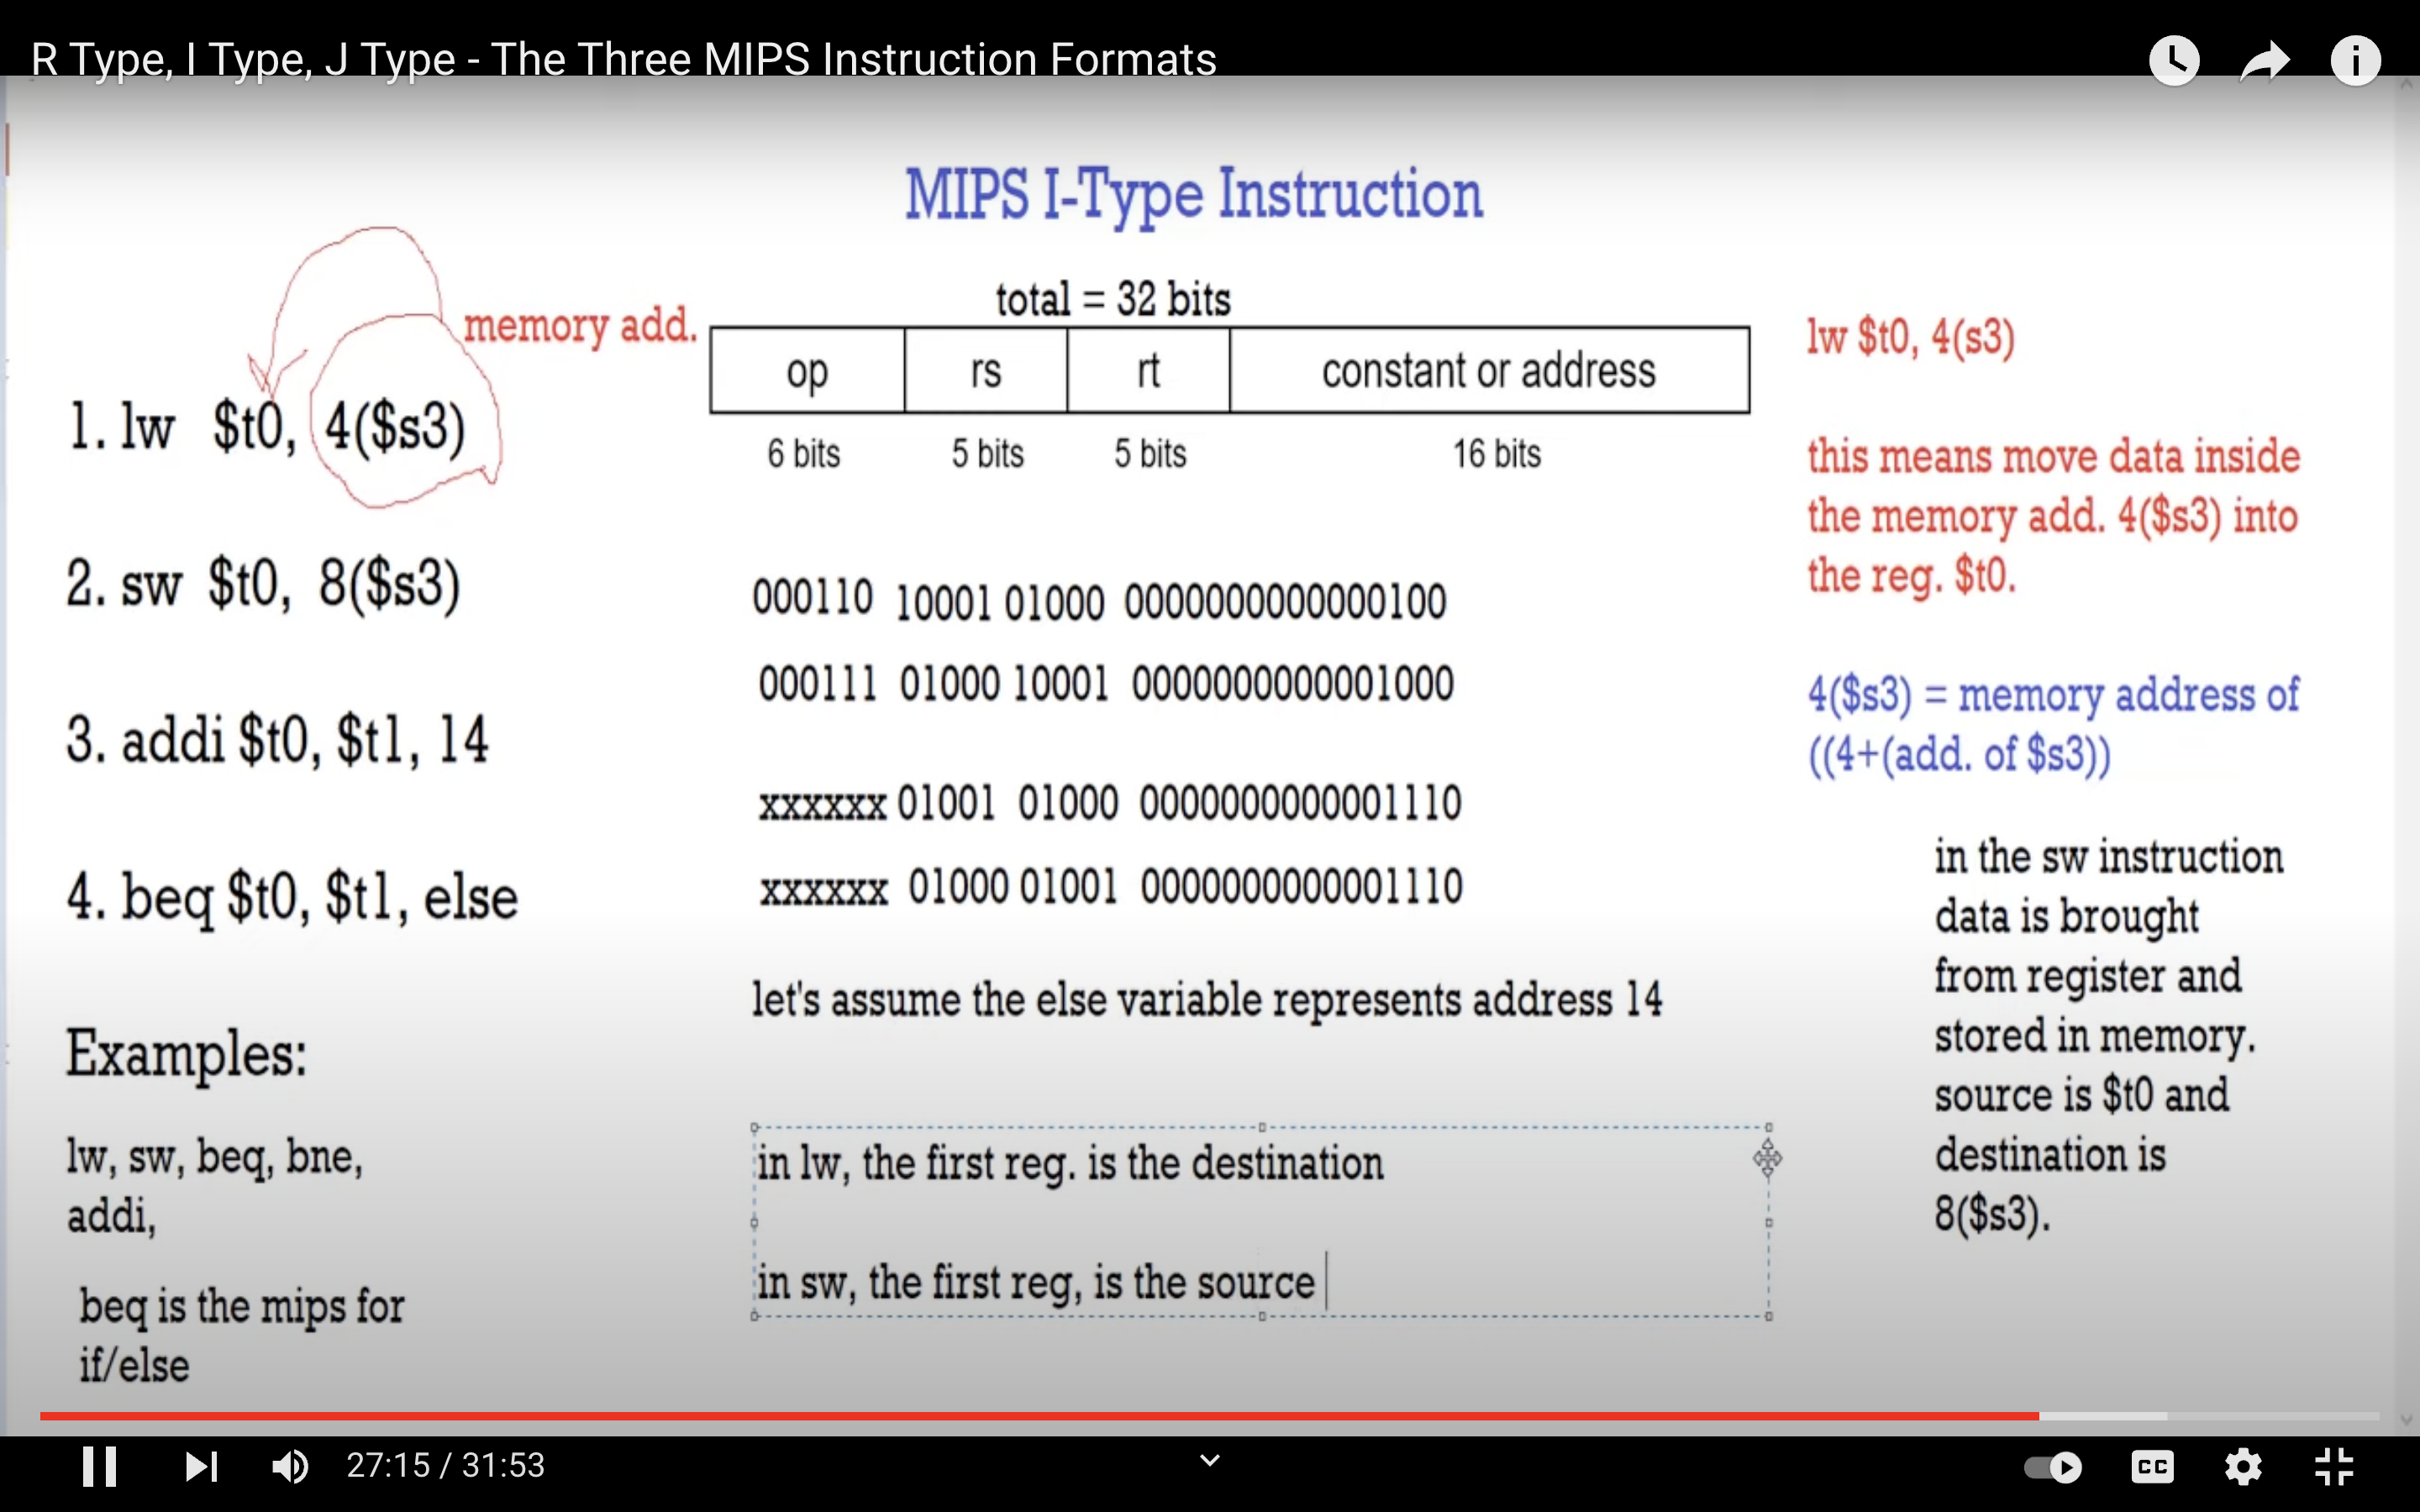 R Type, I Type, J Type - The Three MIPS Instruction Formats
MIPS I-Type Instruction
total = 32 bits
memory add.
op rs rt constant or address
6 bits 5 bits 5 bits 16 bits
1. lw $t0, 4($s3)
2. sw $t0, 8($s3)
3. addi $t0, $t1, 14
4. beq $t0, $t1, else
Examples:
lw, sw, beq, bne,
addi,
beq is the mips for
if/else
000110 10001 01000 0000000000000100
000111 01000 10001 0000000000001000
xxxxxx 01001 01000 0000000000001110
xxxxxx 01000 01001 0000000000001110
let's assume the else variable represents address 14
in lw, the first reg. is the destination
in sw, the first reg, is the source
lw $t0, 4(s3)
this means move data inside
the memory add. 4($s3) into
the reg. $t0.
4($s3) = memory address of
((4+(add. of $s3))
in the sw instruction
data is brought
from register and
stored in memory.
source is $t0 and
destination is
8($s3).
27:15 / 31:53
CC